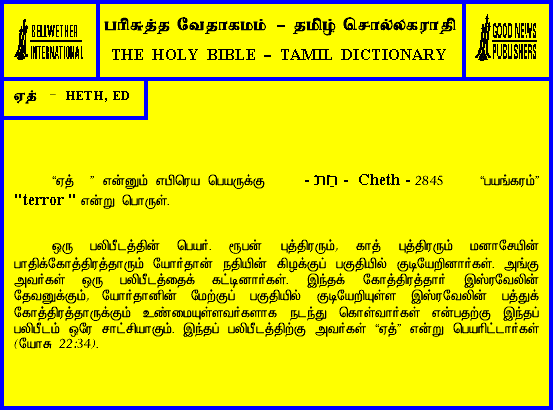 BELLWETHER
INTERNATIONAL
பரிசுத்த வேதாகமம் – தமிழ் சொல்லகராதி
THE HOLY BIBLE – TAMIL DICTIONARY
GOOD NEWS
PUBLISHERS
ஏத் – HETH, ED
“ஏத் ” என்னும் எபிரெய பெயருக்கு - חת - Cheth - 2845 “பயங்கரம்”
"terror " என்று பொருள்.
ஒரு பலிபீடத்தின் பெயர். ரூபன் புத்திரரும், காத் புத்திரரும் மனாசேயின்
பாதிக்கோத்திரத்தாரும் யோர்தான் நதியின் கிழக்குப் பகுதியில் குடியேறினார்கள். அங்கு
அவர்கள் ஒரு பலிபீடத்தைக் கட்டினார்கள். இந்தக் கோத்திரத்தார் இஸ்ரவேலின்
தேவனுக்கும், யோர்தானின் மேற்குப் பகுதியில் குடியேறியுள்ள இஸ்ரவேலின் பத்துக்
கோத்திரத்தாருக்கும் உண்மையுள்ளவர்களாக நடந்து கொள்வார்கள் என்பதற்கு இந்தப்
பலிபீடம் ஒரே சாட்சியாகும். இந்தப் பலிபீடத்திற்கு அவர்கள் “ஏத்” என்று பெயரிட்டார்கள்
(யோசு 22:34).